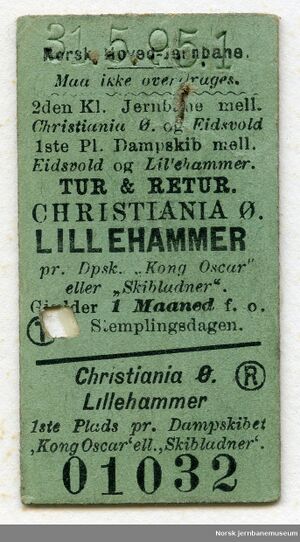 31.5.05.1
Norsk Hoved-Jernbane.
Maa ikke overdrages.
2den Kl. Jernbane mell.
Christiania Ø. og Eidsvold
1ste Pl. Dampskib mell.
Eidsvold og Lillehammer.
TUR & RETUR.
CHRISTIANIA Ø.
LILLEHAMMER
pr. Dpsk. „Kong Oscar"
eller „Skibladner".
Gjelder 1 Maaned f. o.
Stemplingsdagen.
Christiania Ø. R
Lillehammer
1ste Plads pr. Dampskibet
„Kong Oscar" ell. „Skibladner".
01032
Norsk jernbanemuseum